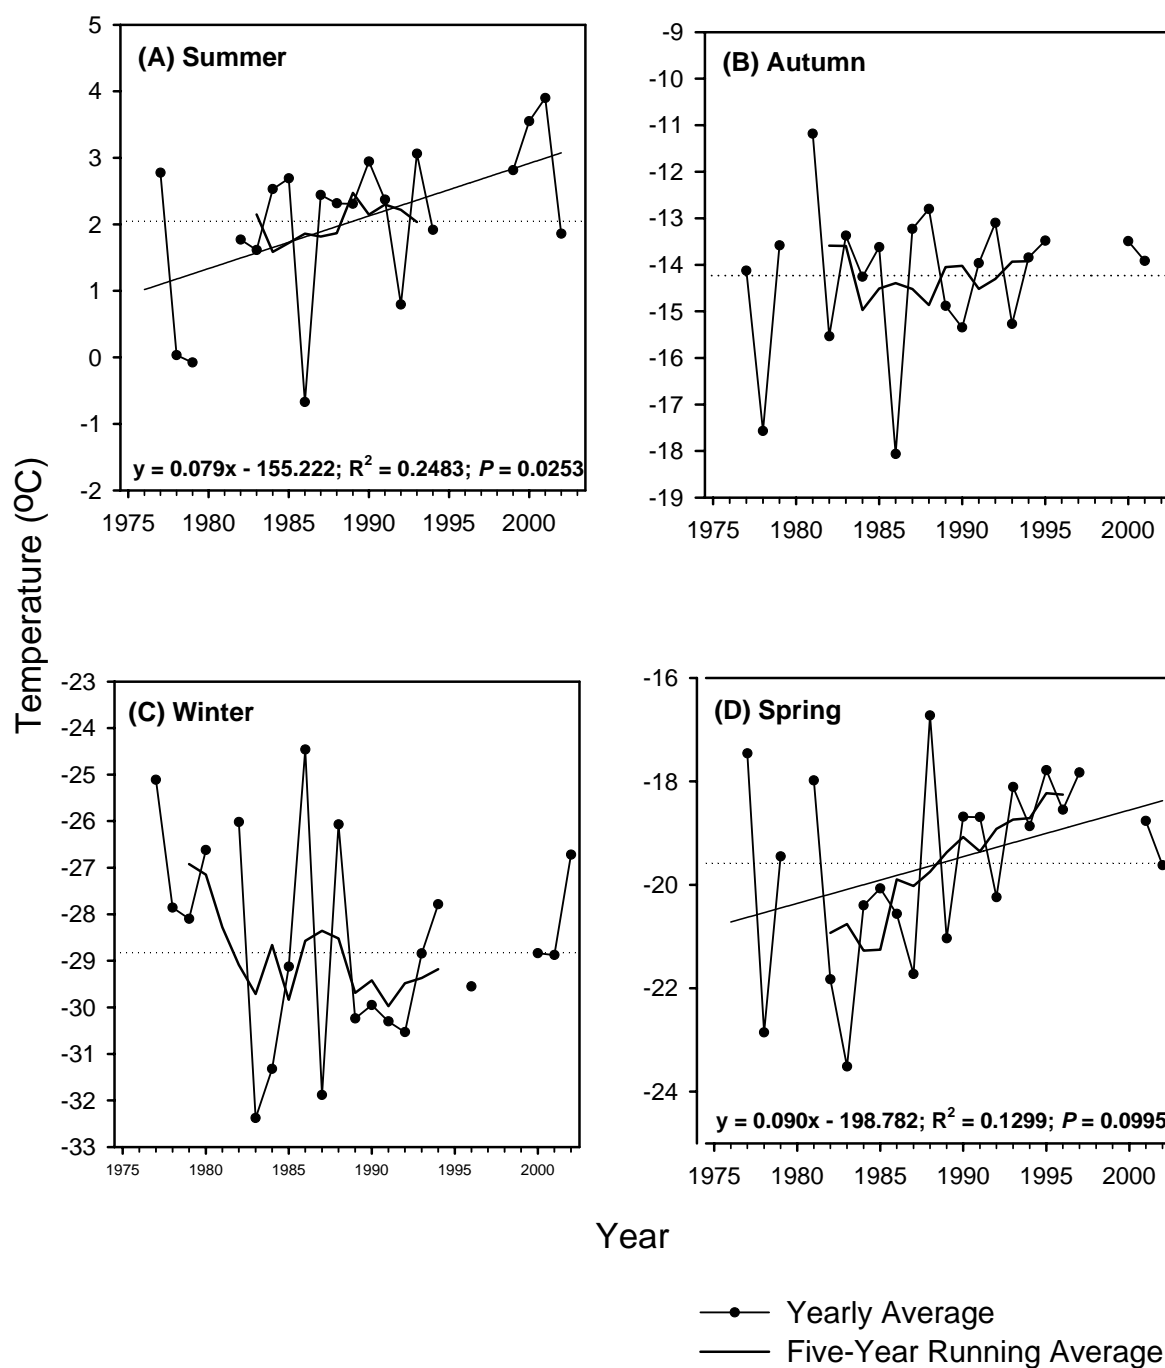 (A) Summer
5
4
3
2
1
0
-1
-2
y = 0.079x - 155.222; R2 = 0.2483; P = 0.0253
1975 1980 1985 1990 1995 2000
(B) Autumn
-9
-10
-11
-12
-13
-14
-15
-16
-17
-18
-19
1975 1980 1985 1990 1995 2000
Temperature (ºC)
(C) Winter
-23
-24
-25
-26
-27
-28
-29
-30
-31
-32
-33
1975 1980 1985 1990 1995 2000
(D) Spring
-16
-18
-20
-22
-24
y = 0.090x - 198.782; R2 = 0.1299; P = 0.0995
1975 1980 1985 1990 1995 2000
Year
Yearly Average
Five-Year Running Average